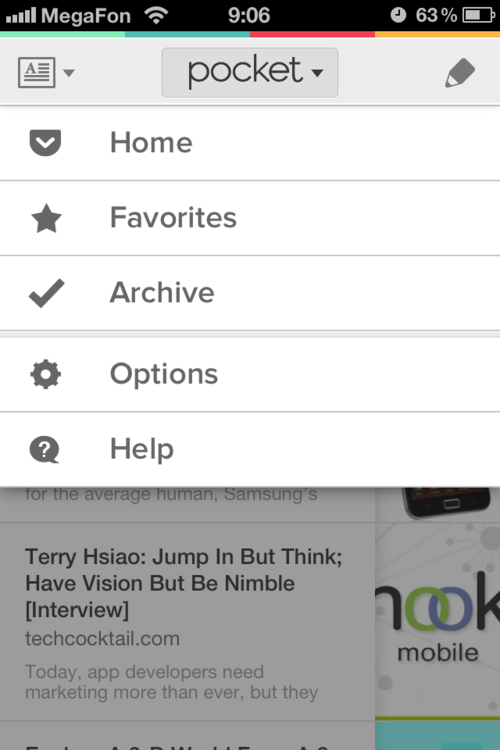 MegaFon 9:06 63%
pocket
Home
Favorites
Archive
Options
Help
for the average human, Samsung's
Terry Hsiao: Jump In But Think;
Have Vision But Be Nimble
[Interview]
techcocktail.com
Today, app developers need
marketing more than ever, but they
hook
mobile